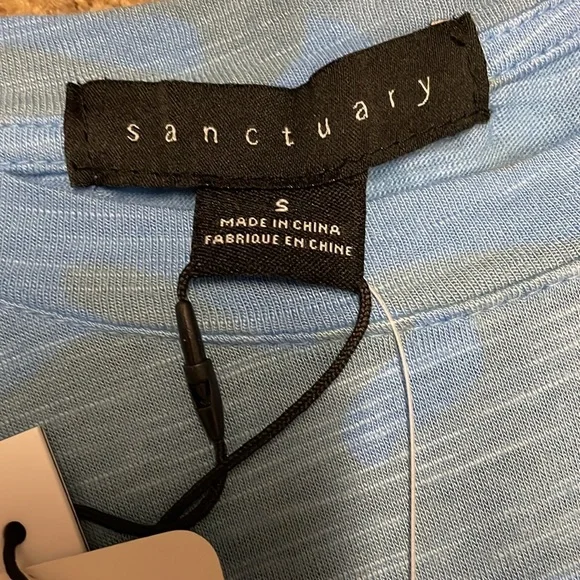 sanctuary
S
MADE IN CHINA
FABRIQUE EN CHINE